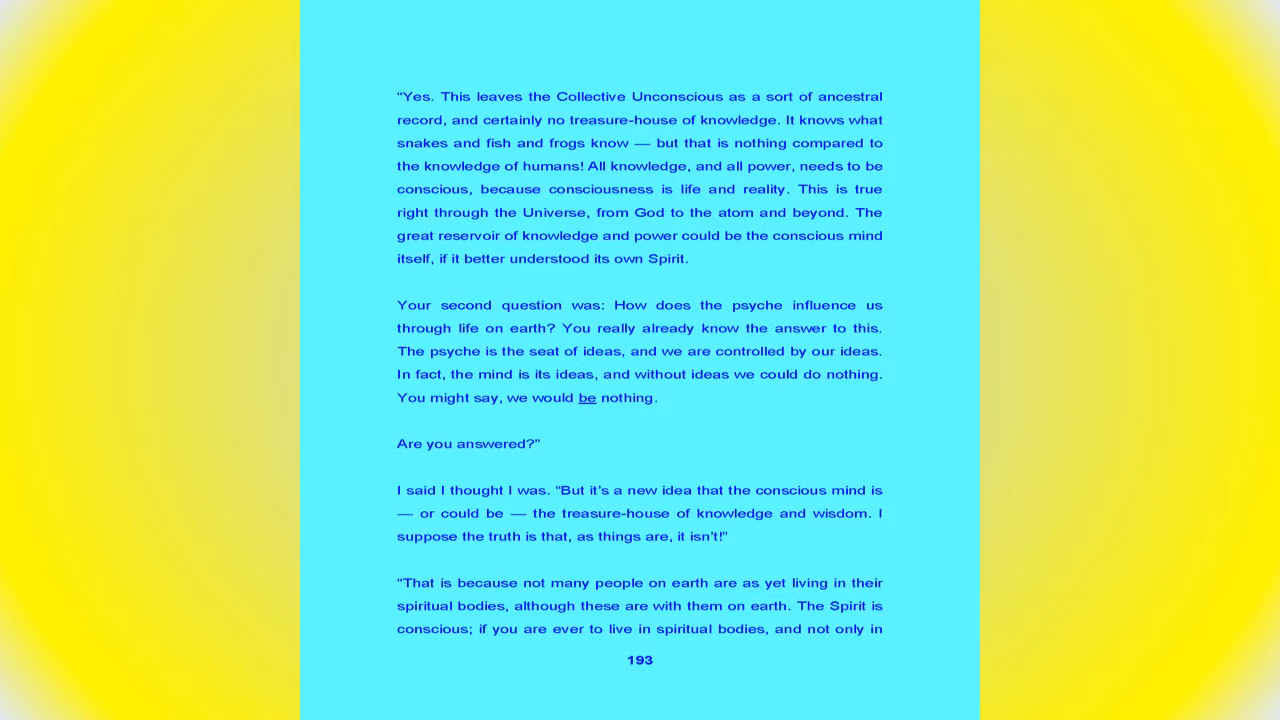 “Yes. This leaves the Collective Unconscious as a sort of ancestral
record, and certainly no treasure-house of knowledge. It knows what
snakes and fish and frogs know — but that is nothing compared to
the knowledge of humans! All knowledge, and all power, needs to be
conscious, because consciousness is life and reality. This is true
right through the Universe, from God to the atom and beyond. The
great reservoir of knowledge and power could be the conscious mind
itself, if it better understood its own Spirit.
Your second question was: How does the psyche influence us
through life on earth? You really already know the answer to this.
The psyche is the seat of ideas, and we are controlled by our ideas.
In fact, the mind is its ideas, and without ideas we could do nothing.
You might say, we would be nothing.
Are you answered?”
I said I thought I was. “But it’s a new idea that the conscious mind is
— or could be — the treasure-house of knowledge and wisdom. I
suppose the truth is that, as things are, it isn’t!”
“That is because not many people on earth are as yet living in their
spiritual bodies, although these are with them on earth. The Spirit is
conscious; if you are ever to live in spiritual bodies, and not only in
193